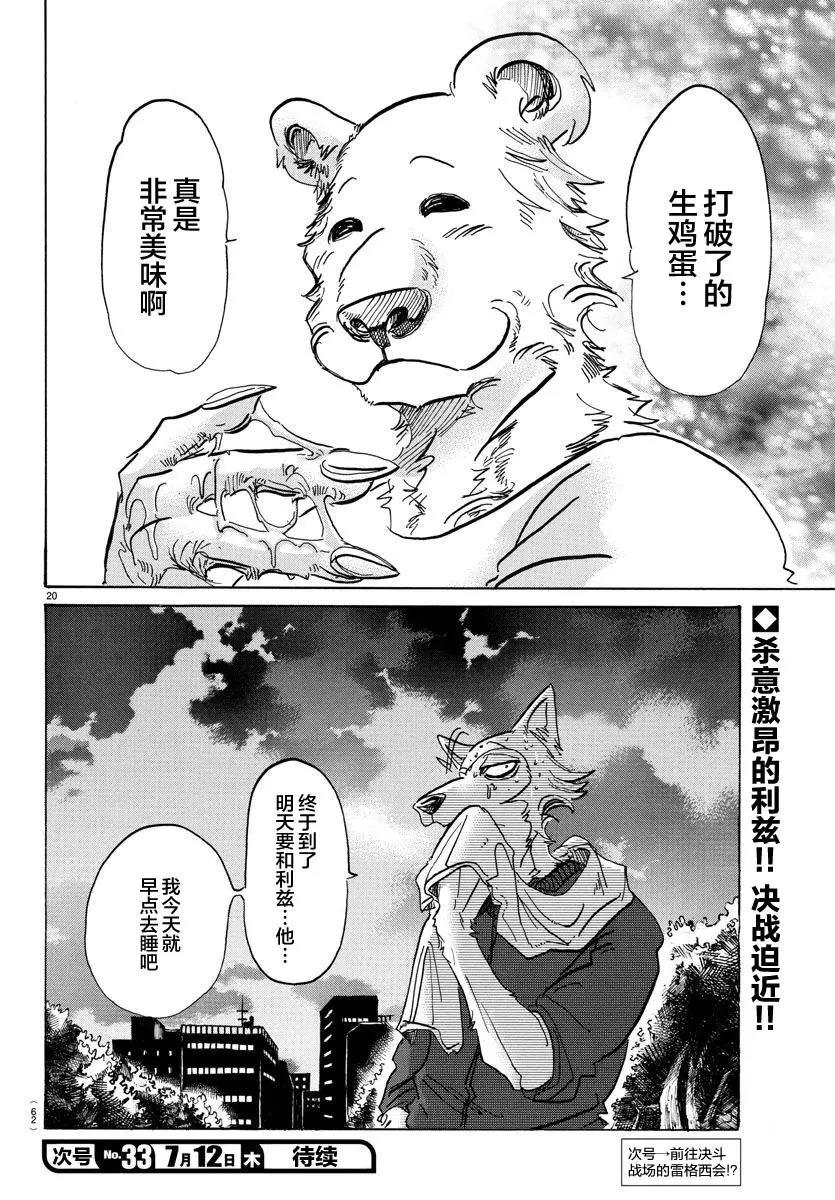 打破了的
生鸡蛋…
真是
非常美味啊
20
◆杀意激昂的利兹!! 决战迫近!!
终于到了
明天要和利兹…他…
我今天就
早点去睡吧
(62)
次号 No.33 7月12日 木 待续
次号→前往决斗
战场的雷格西会!?